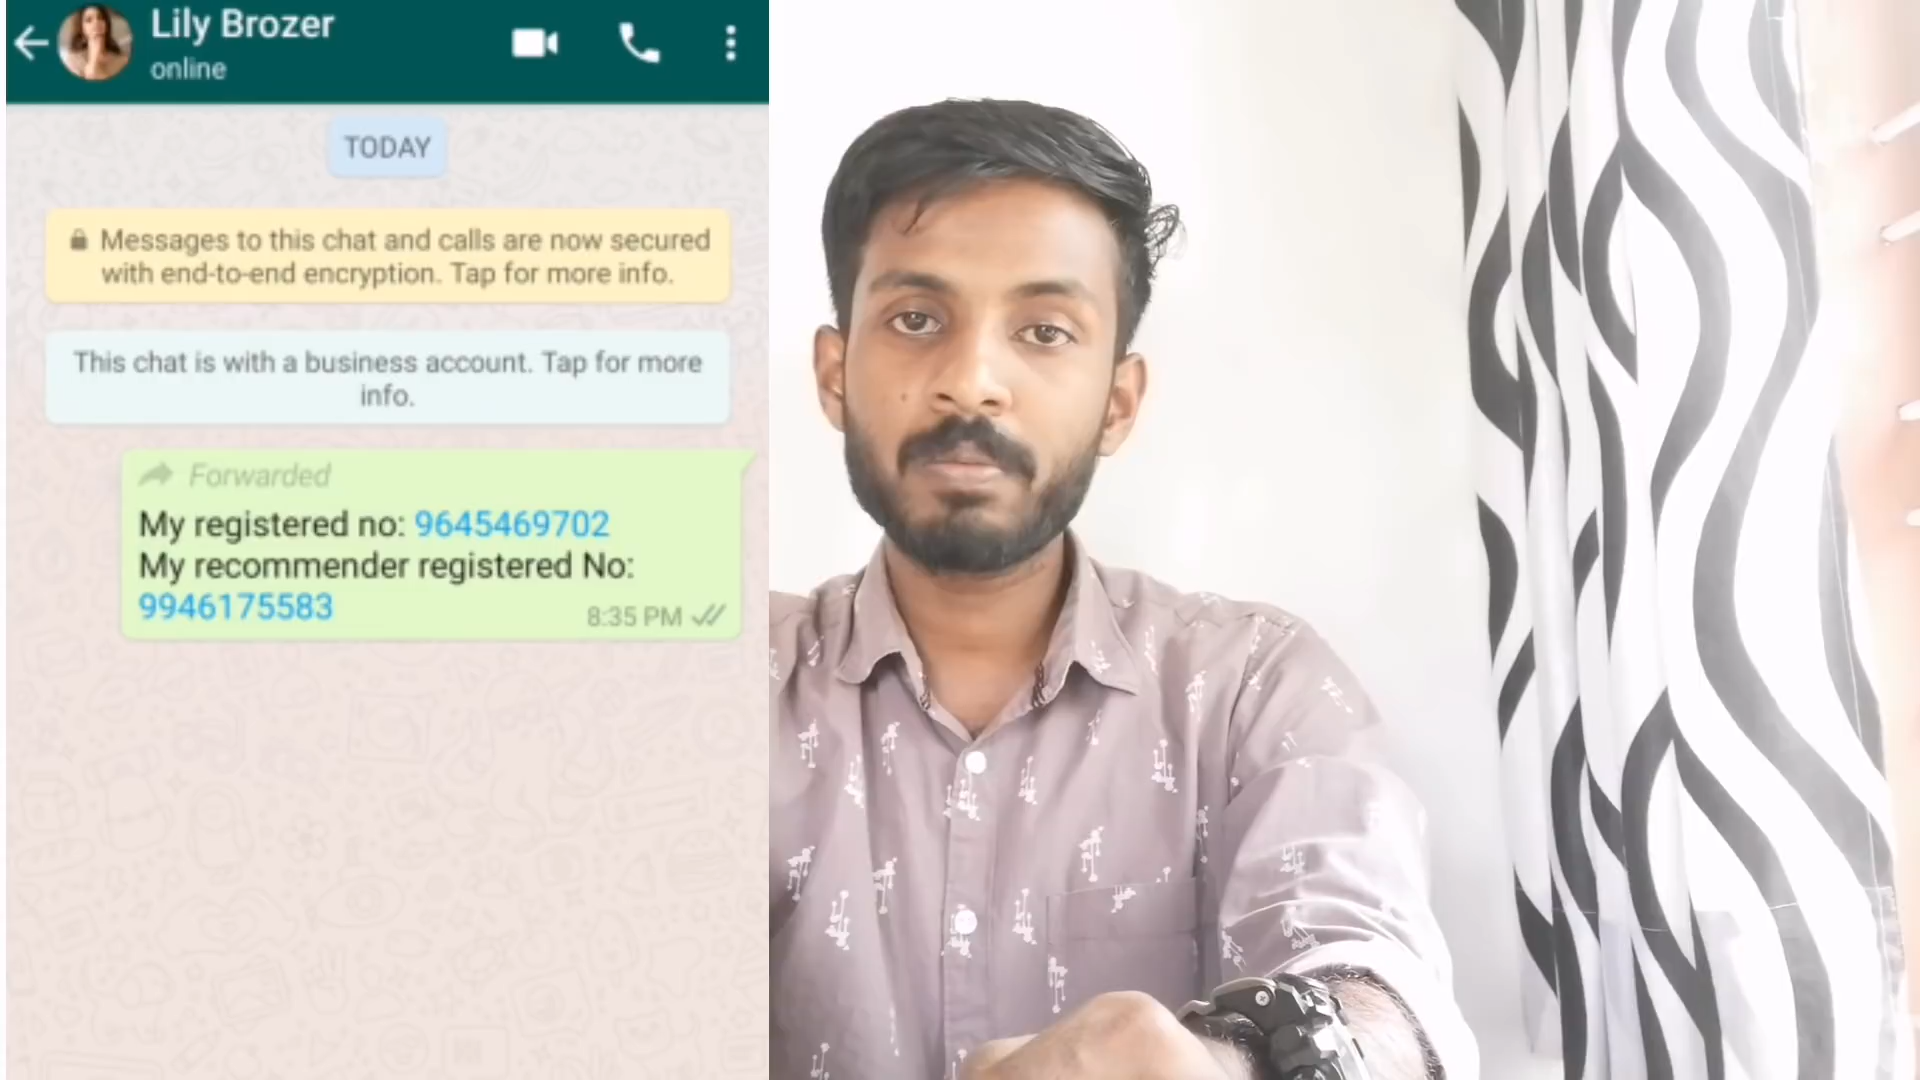 Lily Brozer
online
TODAY
Messages to this chat and calls are now secured
with end-to-end encryption. Tap for more info.
This chat is with a business account. Tap for more
info.
Forwarded
My registered no: 9645469702
My recommender registered No:
9946175583
8:35 PM